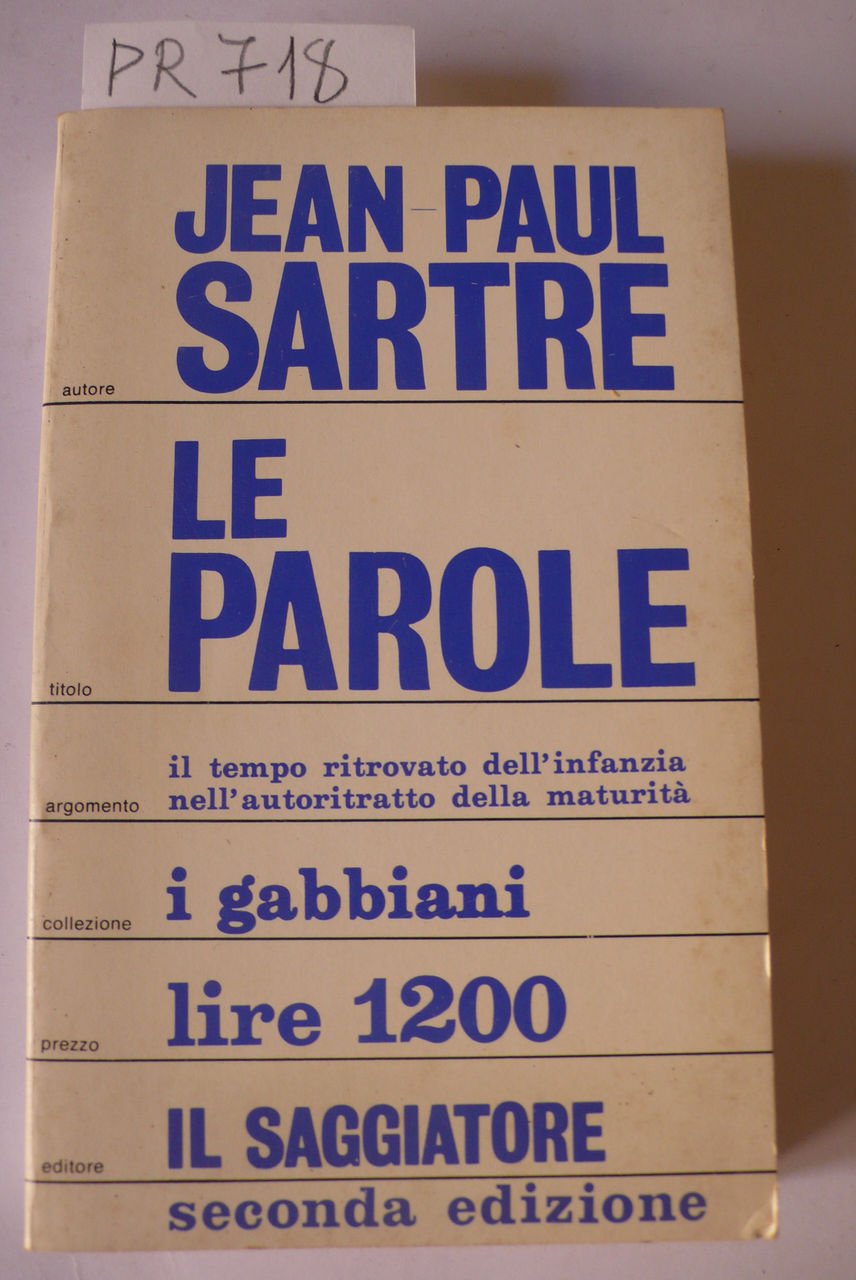 PR 718
JEAN-PAUL
SARTRE
autore
LE
PAROLE
titolo
il tempo ritrovato dell'infanzia
nell'autoritratto della maturità
argomento
i gabbiani
collezione
lire 1200
prezzo
IL SAGGIATORE
editore
seconda edizione